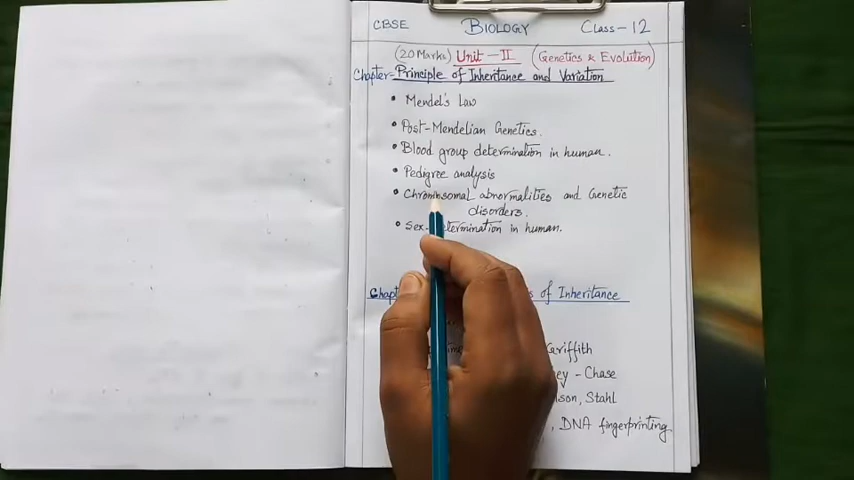 CBSE BIOLOGY Class-12
(20 Marks) Unit-II (Genetics & Evolution)
Chapter- Principle of Inheritance and Variation
• Mendel's Law
• Post-Mendelian Genetics.
• Blood group Determination in human.
• Pedigree analysis
• Chromosomal abnormalities and Genetic
disorders.
• Sex-Determination in human.
of Inheritance
Griffith
- Chase
Stahl
, DNA fingerprinting